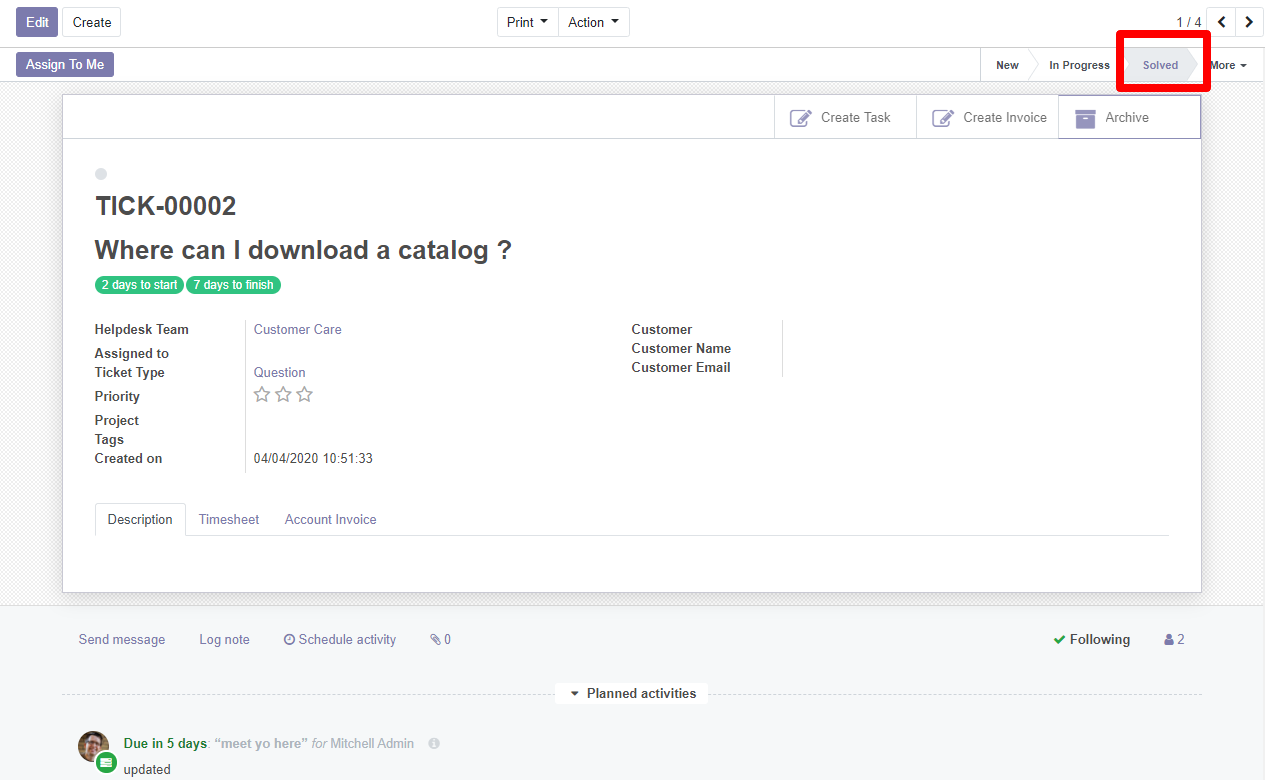 Edit Create Print Action 1 / 4
Assign To Me New In Progress Solved More
Create Task Create Invoice Archive
TICK-00002
Where can I download a catalog ?
2 days to start 7 days to finish
Helpdesk Team Customer Care Customer
Customer Name
Assigned to
Ticket Type Question Customer Email
Priority
Project
Tags
Created on 04/04/2020 10:51:33
Description Timesheet Account Invoice
Send message Log note Schedule activity 0 Following 2
Planned activities
Due in 5 days: “meet yo here” for Mitchell Admin
updated